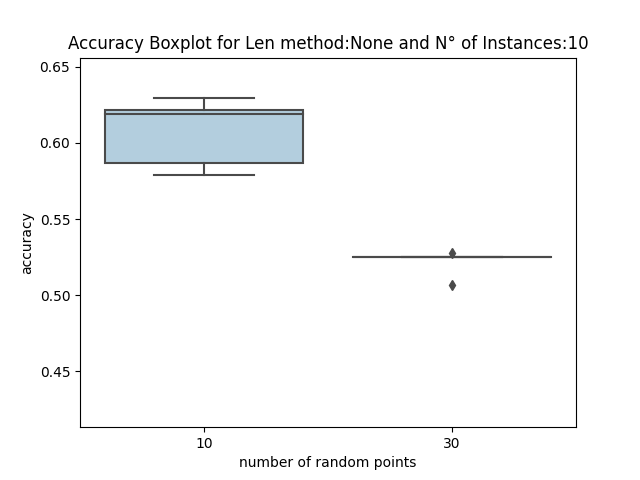 Accuracy Boxplot for Len method:None and N° of Instances:10
0.65
0.60
0.55
0.50
0.45
accuracy
10
30
number of random points